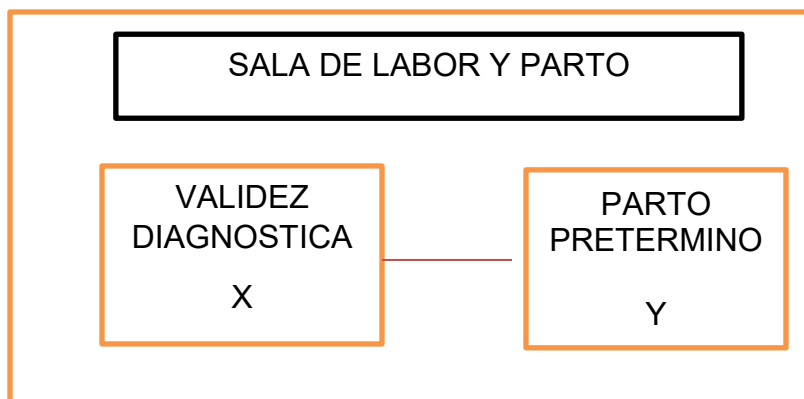 SALA DE LABOR Y PARTO
VALIDEZ
DIAGNOSTICA
X
PARTO
PRETERMINO
Y